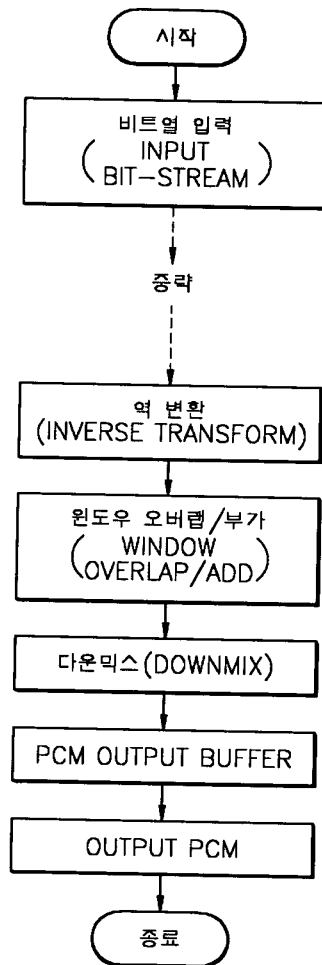 시작
비트열 입력
( INPUT
BIT-STREAM )
중략
역 변환
(INVERSE TRANSFORM)
윈도우 오버랩/부가
( WINDOW
OVERLAP/ADD )
다운믹스(DOWNMIX)
PCM OUTPUT BUFFER
OUTPUT PCM
종료